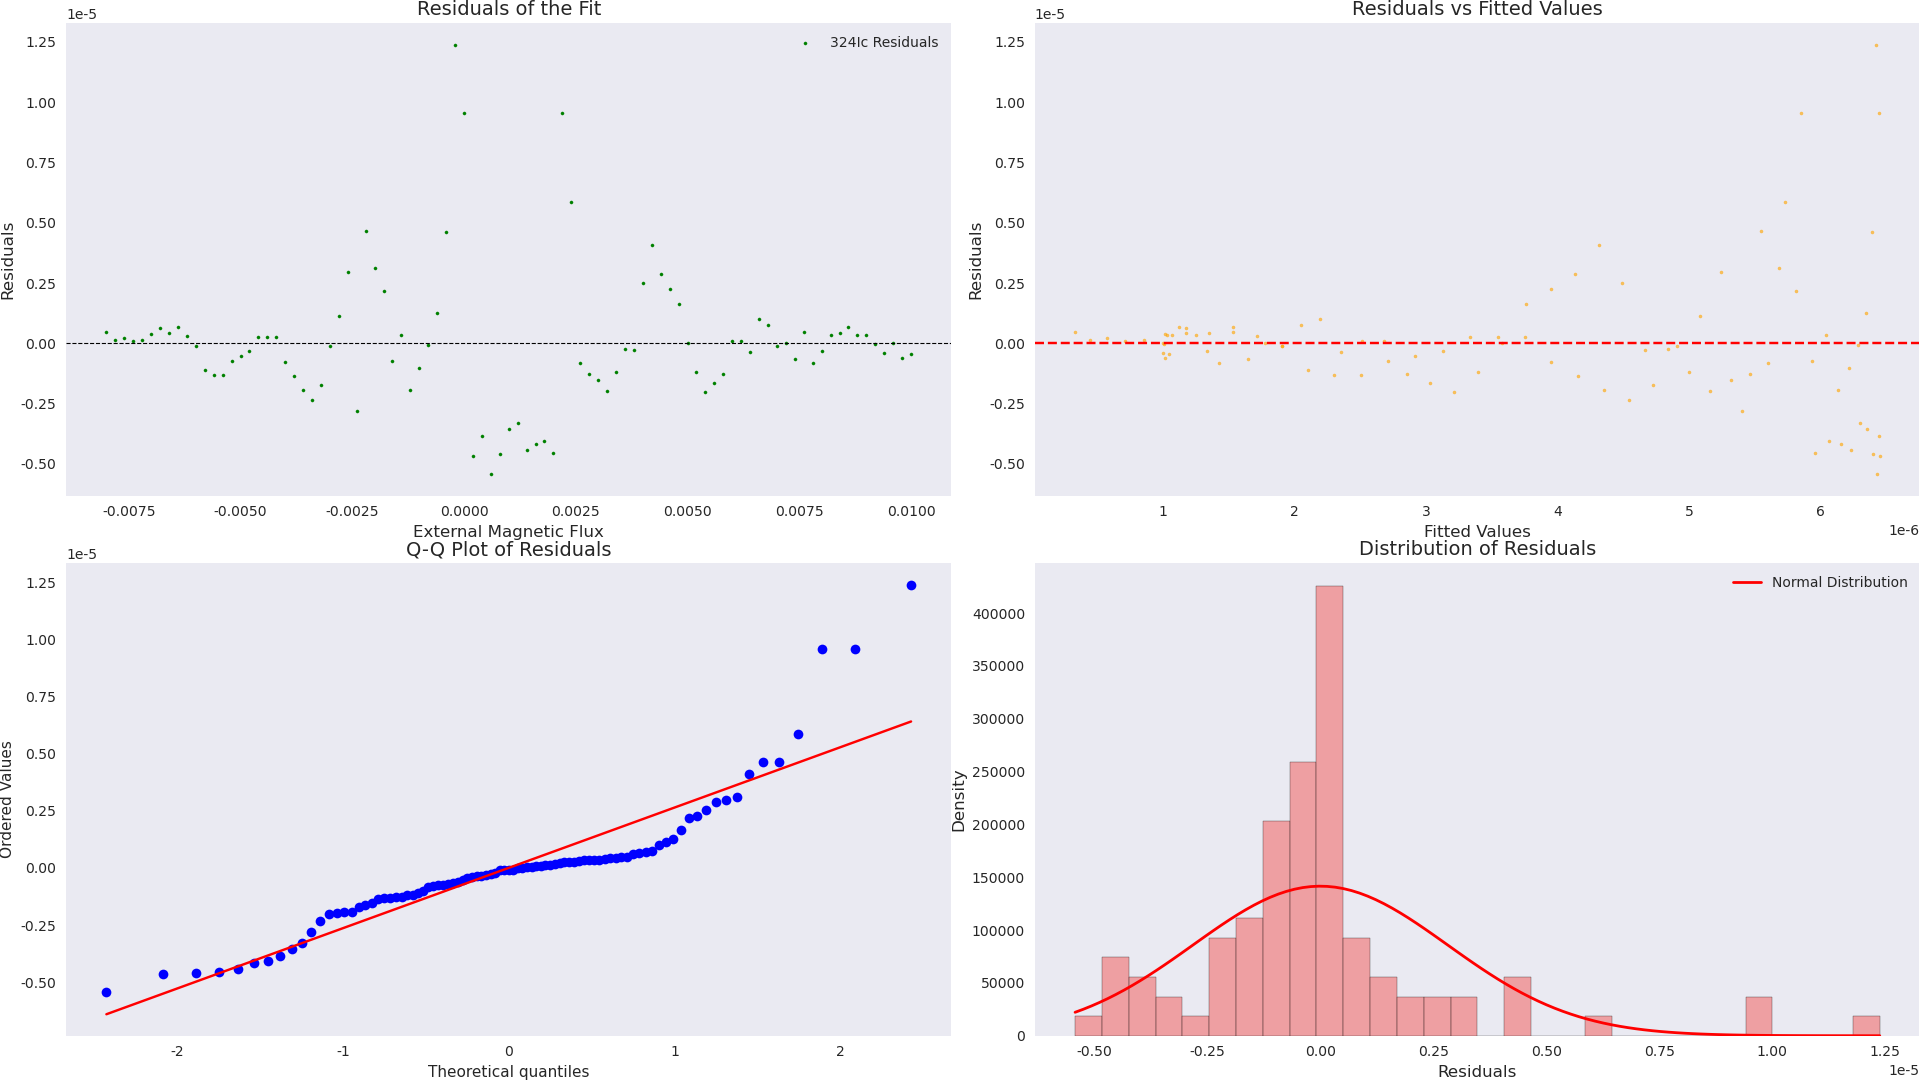 Residuals of the Fit
1e-5
324Ic Residuals
1.25
1.00
0.75
0.50
0.25
0.00
-0.25
-0.50
Residuals
-0.0075 -0.0050 -0.0025 0.0000 0.0025 0.0050 0.0075 0.0100
External Magnetic Flux
Residuals vs Fitted Values
1e-5
1.25
1.00
0.75
0.50
0.25
0.00
-0.25
-0.50
Residuals
1 2 3 4 5 6
1e-6
Fitted Values
Q-Q Plot of Residuals
1e-5
1.25
1.00
0.75
0.50
0.25
0.00
-0.25
-0.50
Ordered Values
-2 -1 0 1 2
Theoretical quantiles
Distribution of Residuals
Normal Distribution
400000
350000
300000
250000
200000
150000
100000
50000
0
Density
-0.50 -0.25 0.00 0.25 0.50 0.75 1.00 1.25
1e-5
Residuals